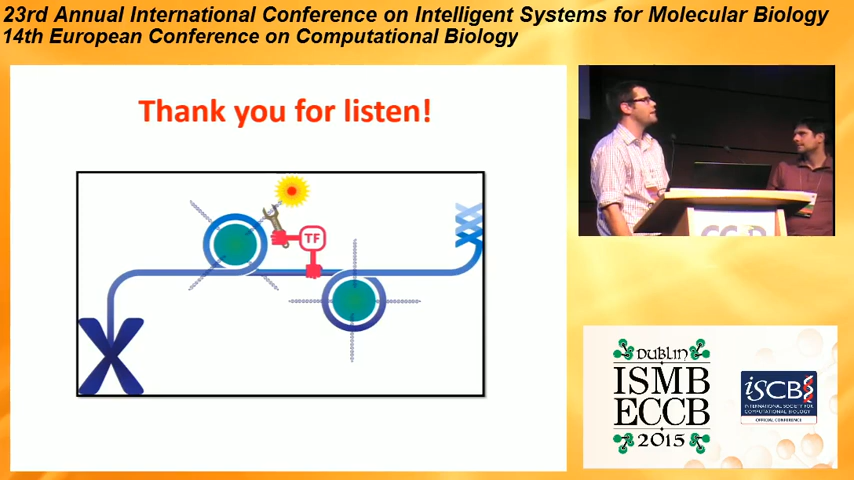 23rd Annual International Conference on Intelligent Systems for Molecular Biology
14th European Conference on Computational Biology
Thank you for listen!
TF
DUBLIN
ISMB
ECCB
2015
iSCB
INTERNATIONAL SOCIETY FOR
COMPUTATIONAL BIOLOGY
OFFICIAL CONFERENCE